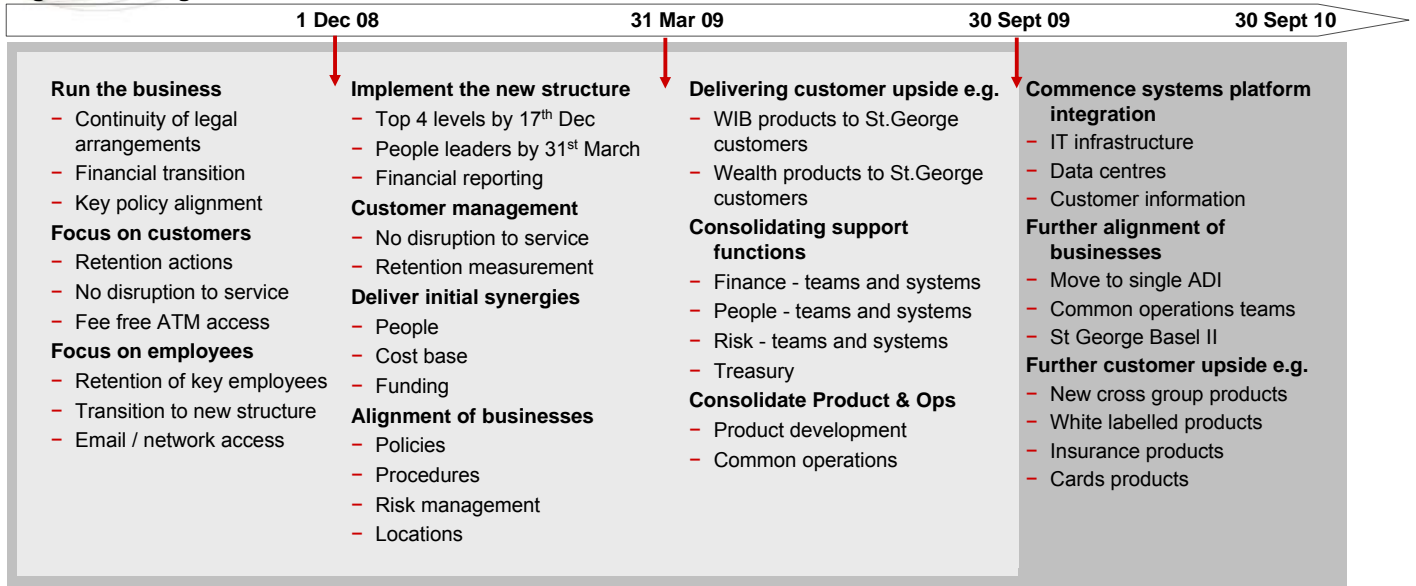 1 Dec 08
31 Mar 09
30 Sept 09
30 Sept 10
Run the business
− Continuity of legal
arrangements
− Financial transition
− Key policy alignment
Focus on customers
− Retention actions
− No disruption to service
− Fee free ATM access
Focus on employees
− Retention of key employees
− Transition to new structure
− Email / network access
Implement the new structure
− Top 4 levels by 17th Dec
− People leaders by 31st March
− Financial reporting
Customer management
− No disruption to service
− Retention measurement
Deliver initial synergies
− People
− Cost base
− Funding
Alignment of businesses
− Policies
− Procedures
− Risk management
− Locations
Delivering customer upside e.g.
− WIB products to St.George
customers
− Wealth products to St.George
customers
Consolidating support
functions
− Finance - teams and systems
− People - teams and systems
− Risk - teams and systems
− Treasury
Consolidate Product & Ops
− Product development
− Common operations
Commence systems platform
integration
− IT infrastructure
− Data centres
− Customer information
Further alignment of
businesses
− Move to single ADI
− Common operations teams
− St George Basel II
Further customer upside e.g.
− New cross group products
− White labelled products
− Insurance products
− Cards products